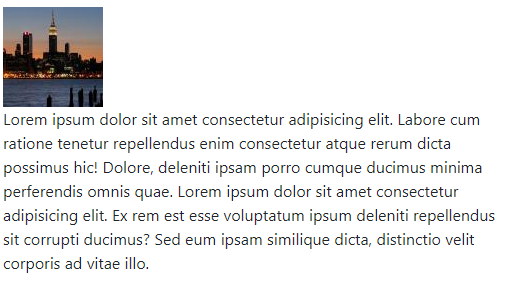 Lorem ipsum dolor sit amet consectetur adipisicing elit. Labore cum
ratione tenetur repellendus enim consectetur atque rerum dicta
possimus hic! Dolore, deleniti ipsam porro cumque ducimus minima
perferendis omnis quae. Lorem ipsum dolor sit amet consectetur
adipisicing elit. Ex rem est esse voluptatum ipsum deleniti repellendus
sit corrupti ducimus? Sed eum ipsam similique dicta, distinctio velit
corporis ad vitae illo.